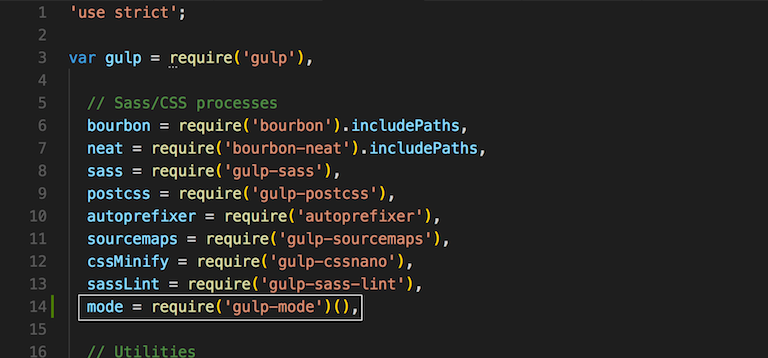 1 'use strict';
2
3 var gulp = require('gulp'),
4
5 // Sass/CSS processes
6 bourbon = require('bourbon').includePaths,
7 neat = require('bourbon-neat').includePaths,
8 sass = require('gulp-sass'),
9 postcss = require('gulp-postcss'),
10 autoprefixer = require('autoprefixer'),
11 sourcemaps = require('gulp-sourcemaps'),
12 cssMinify = require('gulp-cssnano'),
13 sassLint = require('gulp-sass-lint'),
14 mode = require('gulp-mode')(),
15
16 // Utilities